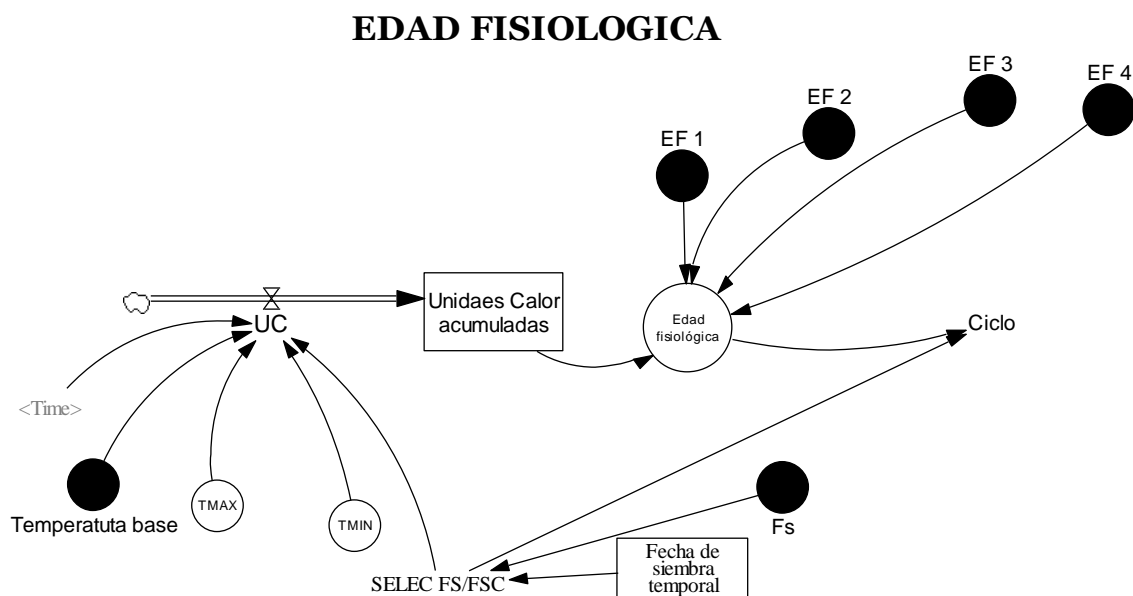 EDAD FISIOLOGICA
EF 3
EF 4
EF 2
EF 1
Unidaes Calor
acumuladas
UC
Edad
fisiológica
Ciclo
<Time>
TMAX
TMIN
Temperatuta base
Fs
Fecha de
siembra
temporal
SELEC FS/FSC